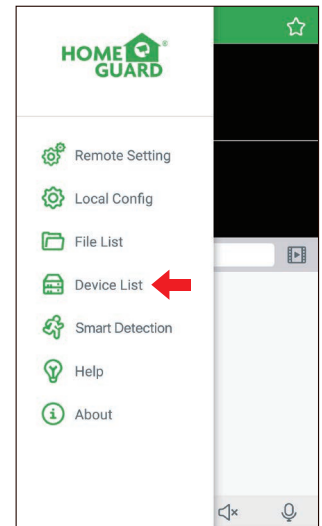 HOME
GUARD®
Remote Setting
Local Config
File List
Device List
Smart Detection
Help
About